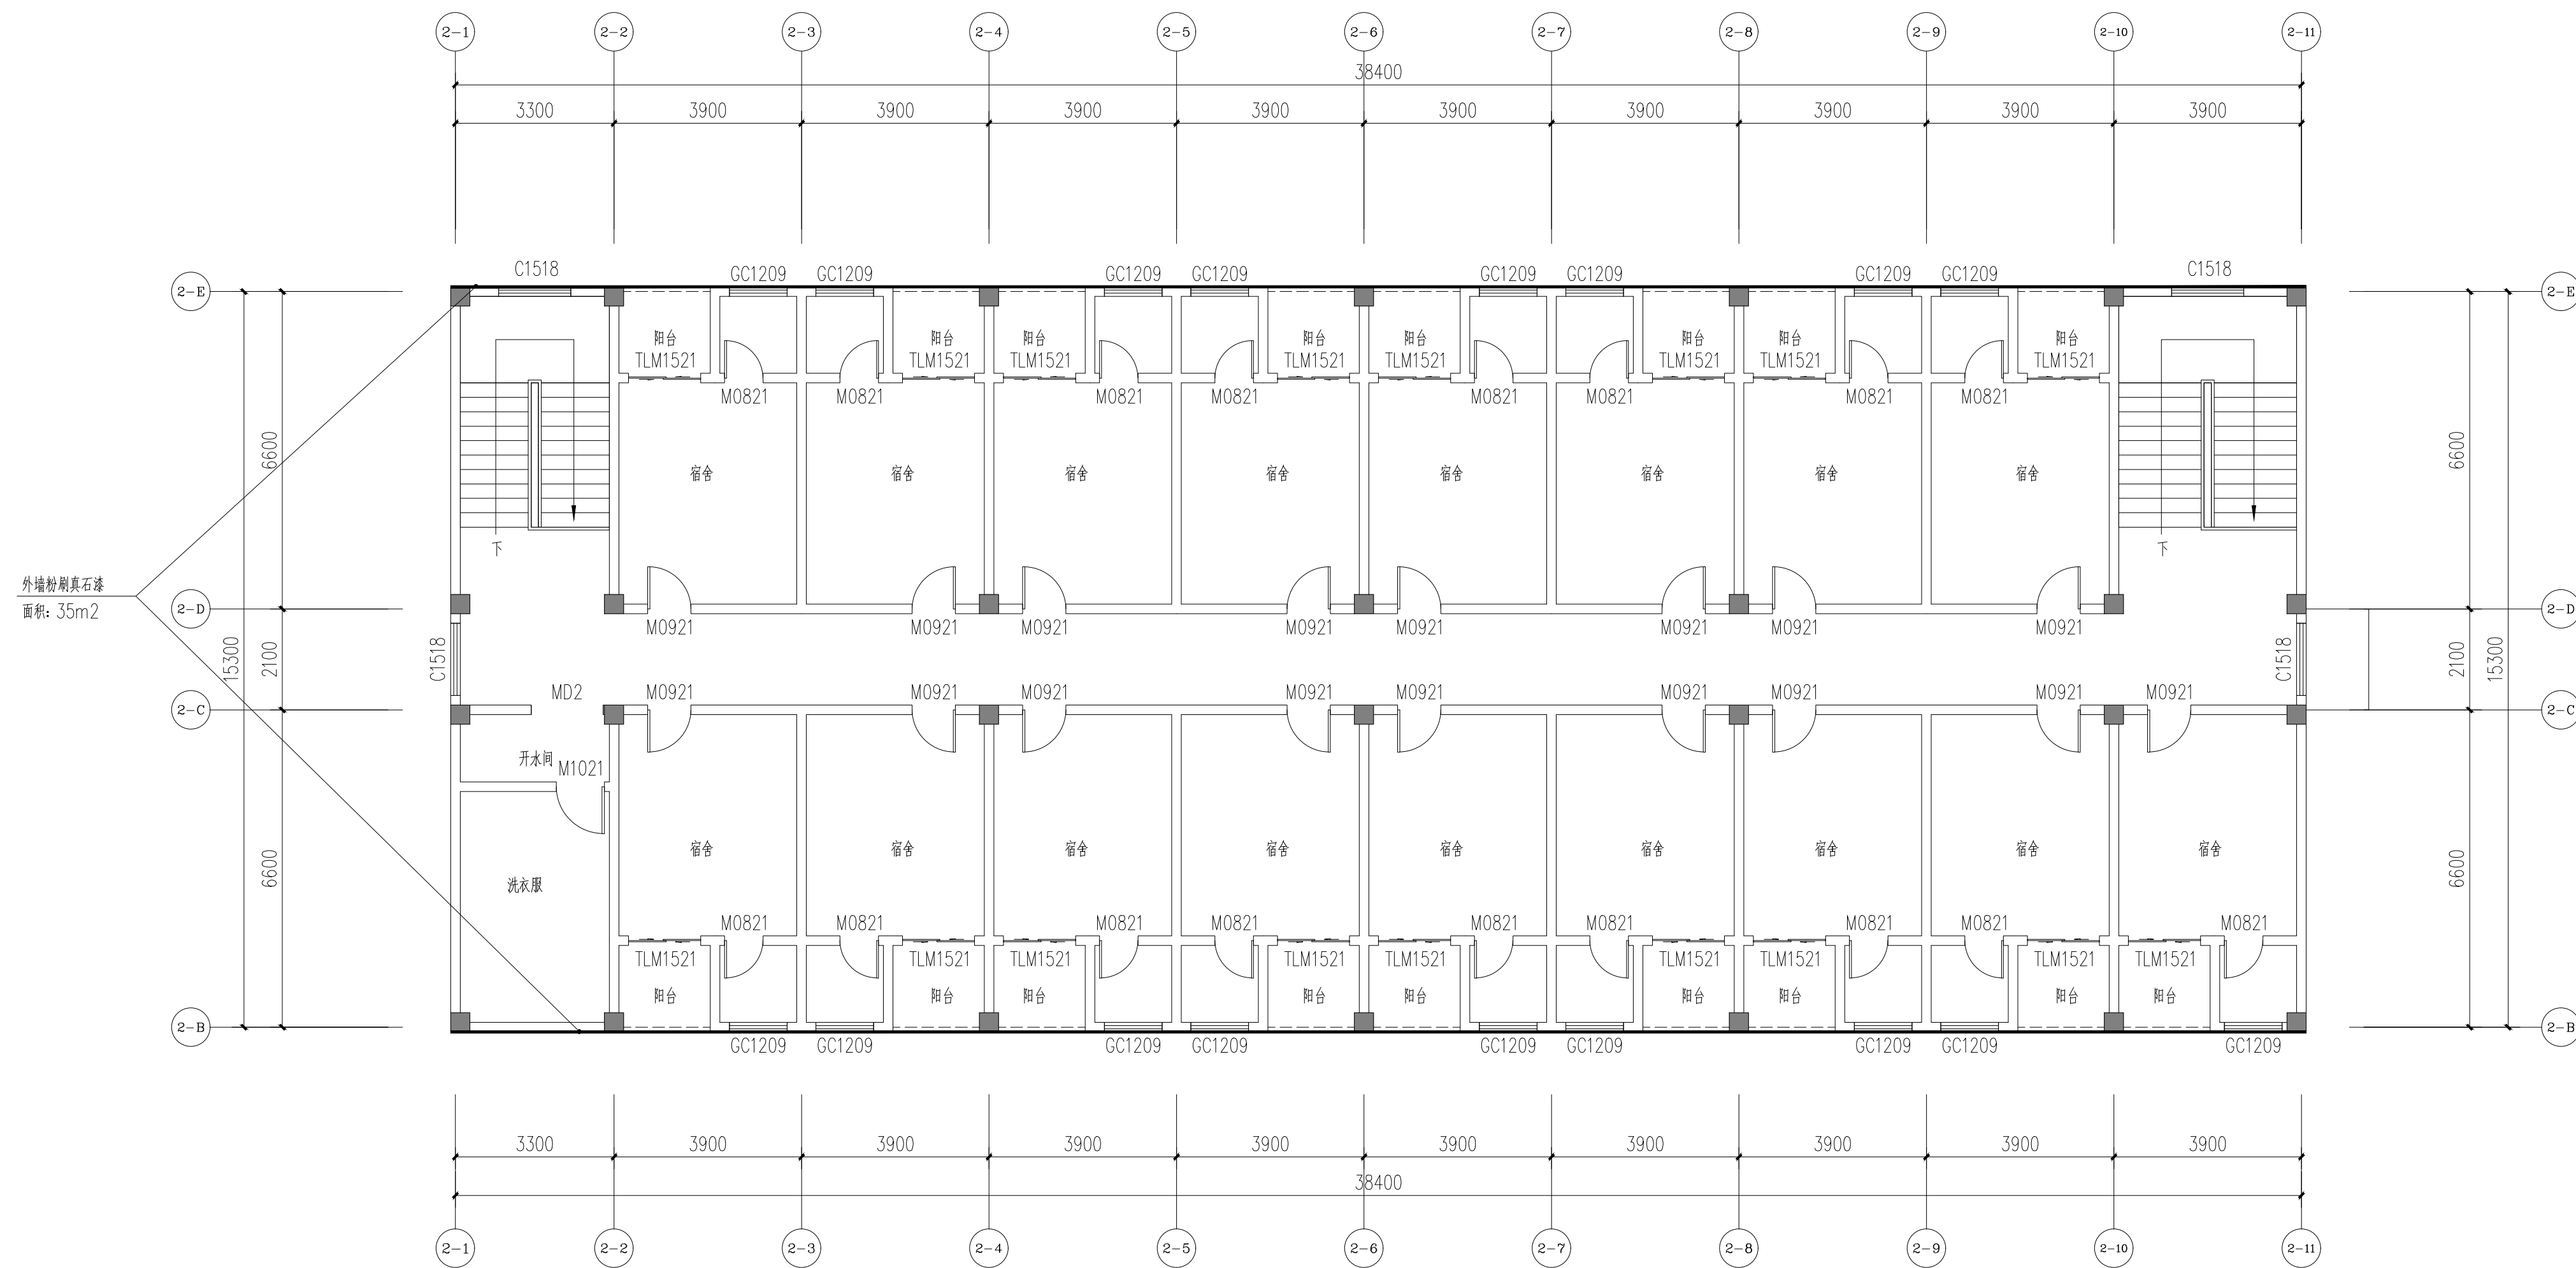 2-1 2-2 2-3 2-4 2-5 2-6 2-7 2-8 2-9 2-10 2-11
38400
3300 3900 3900 3900 3900 3900 3900 3900 3900 3900
C1518 GC1209 GC1209 GC1209 GC1209 GC1209 GC1209 GC1209 GC1209 C1518
2-E 2-E
阳台 阳台 阳台 阳台 阳台 阳台 阳台 阳台
TLM1521 TLM1521 TLM1521 TLM1521 TLM1521 TLM1521 TLM1521 TLM1521
M0821 M0821 M0821 M0821 M0821 M0821 M0821 M0821
6600 6600
宿舍 宿舍 宿舍 宿舍 宿舍 宿舍 宿舍 宿舍
下 下
外墙粉刷真石漆
面积: 35m2
2-D 2-D
M0921 M0921 M0921 M0921 M0921 M0921 M0921 M0921
15300 2100 C1518 C1518 2100 15300
MD2 M0921 M0921 M0921 M0921 M0921 M0921 M0921 M0921 M0921
2-C 2-C
开水间 M1021
宿舍 宿舍 宿舍 宿舍 宿舍 宿舍 宿舍 宿舍 宿舍
6600 6600
洗衣服
M0821 M0821 M0821 M0821 M0821 M0821 M0821 M0821 M0821
TLM1521 TLM1521 TLM1521 TLM1521 TLM1521 TLM1521 TLM1521 TLM1521 TLM1521
阳台 阳台 阳台 阳台 阳台 阳台 阳台 阳台 阳台
2-B 2-B
GC1209 GC1209 GC1209 GC1209 GC1209 GC1209 GC1209 GC1209 GC1209
3300 3900 3900 3900 3900 3900 3900 3900 3900 3900
38400
2-1 2-2 2-3 2-4 2-5 2-6 2-7 2-8 2-9 2-10 2-11